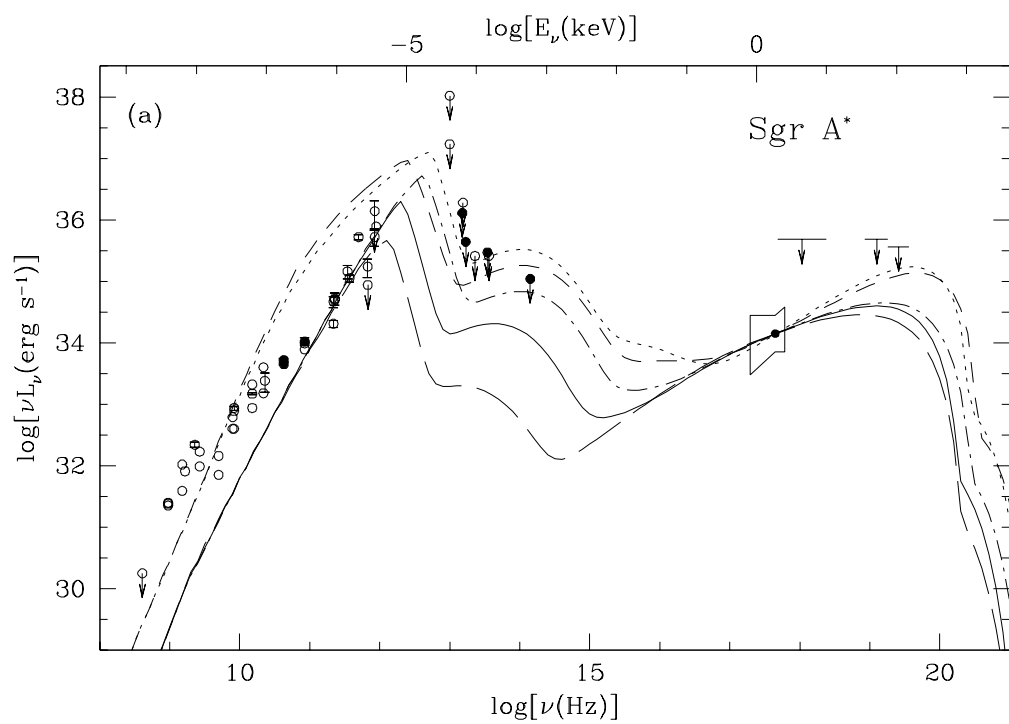 log[E_ν(keV)]
−5 0
(a)
Sgr A*
38
36
34
32
30
log[νL_ν(erg s⁻¹)]
10 15 20
log[ν(Hz)]